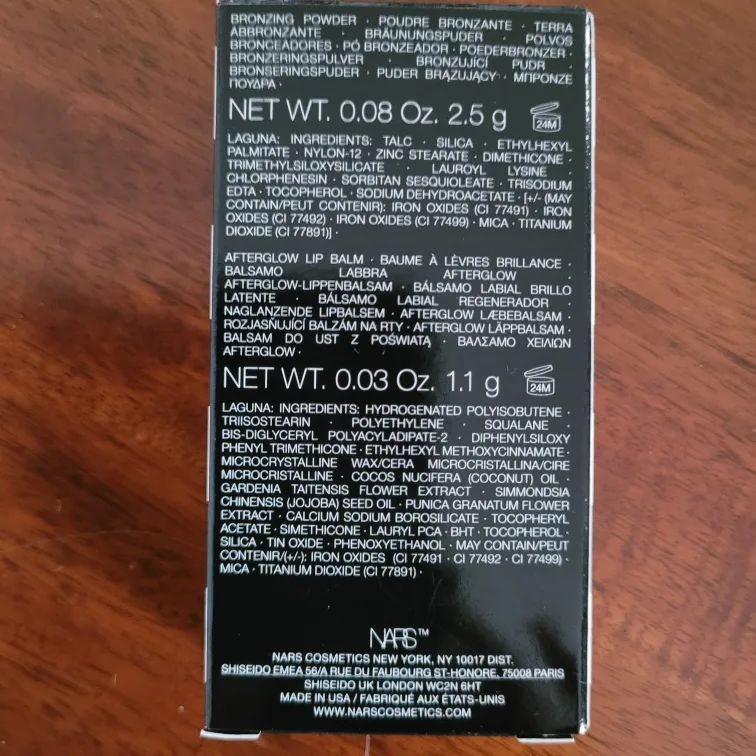 BRONZING POWDER · POUDRE BRONZANTE · TERRA
ABBRONZANTE · BRÄUNUNGSPUDER · POLVOS
BRONCEADORES · PÓ BRONZEADOR · POEDERBRONZER ·
BRONZERINGSPULVER · BRONZUJÍCÍ PUDR ·
BRONSERINGSPUDER · PUDER BRĄZUJĄCY · ΜΠΡΟΝΖΕ
ΠΟΥΔΡΑ ·
NET WT. 0.08 Oz. 2.5 g
24M
LAGUNA: INGREDIENTS: TALC · SILICA · ETHYLHEXYL
PALMITATE · NYLON-12 · ZINC STEARATE · DIMETHICONE ·
TRIMETHYLSILOXYSILICATE · LAUROYL LYSINE ·
CHLORPHENESIN · SORBITAN SESQUIOLEATE · TRISODIUM
EDTA · TOCOPHEROL · SODIUM DEHYDROACETATE · [+/- (MAY
CONTAIN/PEUT CONTENIR): IRON OXIDES (CI 77491) · IRON
OXIDES (CI 77492) · IRON OXIDES (CI 77499) · MICA · TITANIUM
DIOXIDE (CI 77891)] ·
AFTERGLOW LIP BALM · BAUME À LÈVRES BRILLANCE ·
BALSAMO LABBRA AFTERGLOW ·
AFTERGLOW-LIPPENBALSAM · BÁLSAMO LABIAL BRILLO
LATENTE · BÁLSAMO LABIAL REGENERADOR ·
NAGLANZENDE LIPBALSEM · AFTERGLOW LÆBEBALSAM ·
ROZJASŇUJÍCÍ BALZÁM NA RTY · AFTERGLOW LÄPPBALSAM ·
BALSAM DO UST Z POŚWIATĄ · ΒΑΛΣΑΜΟ ΧΕΙΛΙΩΝ
AFTERGLOW ·
NET WT. 0.03 Oz. 1.1 g
24M
LAGUNA: INGREDIENTS: HYDROGENATED POLYISOBUTENE ·
TRIISOSTEARIN · POLYETHYLENE · SQUALANE ·
BIS-DIGLYCERYL POLYACYLADIPATE-2 · DIPHENYLSILOXY
PHENYL TRIMETHICONE · ETHYLHEXYL METHOXYCINNAMATE ·
MICROCRYSTALLINE WAX/CERA MICROCRISTALLINA/CIRE
MICROCRISTALLINE · COCOS NUCIFERA (COCONUT) OIL ·
GARDENIA TAITENSIS FLOWER EXTRACT · SIMMONDSIA
CHINENSIS (JOJOBA) SEED OIL · PUNICA GRANATUM FLOWER
EXTRACT · CALCIUM SODIUM BOROSILICATE · TOCOPHERYL
ACETATE · SIMETHICONE · LAURYL PCA · BHT · TOCOPHEROL ·
SILICA · TIN OXIDE · PHENOXYETHANOL · MAY CONTAIN/PEUT
CONTENIR/(+/-): IRON OXIDES (CI 77491 · CI 77492 · CI 77499) ·
MICA · TITANIUM DIOXIDE (CI 77891) ·
NARS™
NARS COSMETICS NEW YORK, NY 10017 DIST.
SHISEIDO EMEA 56/A RUE DU FAUBOURG ST-HONORE, 75008 PARIS
SHISEIDO UK LONDON WC2N 6HT
MADE IN USA / FABRIQUÉ AUX ÉTATS-UNIS
WWW.NARSCOSMETICS.COM